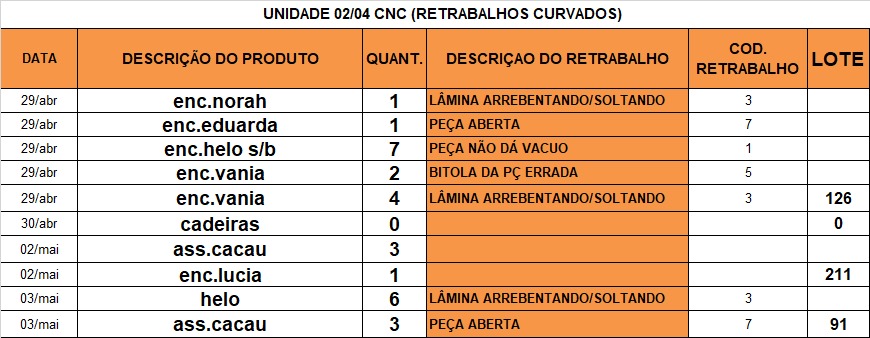 UNIDADE 02/04 CNC (RETRABALHOS CURVADOS)
DATA DESCRIÇÃO DO PRODUTO QUANT. DESCRIÇAO DO RETRABALHO COD. RETRABALHO LOTE
29/abr enc.norah 1 LÂMINA ARREBENTANDO/SOLTANDO 3
29/abr enc.eduarda 1 PEÇA ABERTA 7
29/abr enc.helo s/b 7 PEÇA NÃO DÁ VACUO 1
29/abr enc.vania 2 BITOLA DA PÇ ERRADA 5
29/abr enc.vania 4 LÂMINA ARREBENTANDO/SOLTANDO 3 126
30/abr cadeiras 0 0
02/mai ass.cacau 3
02/mai enc.lucia 1 211
03/mai helo 6 LÂMINA ARREBENTANDO/SOLTANDO 3
03/mai ass.cacau 3 PEÇA ABERTA 7 91